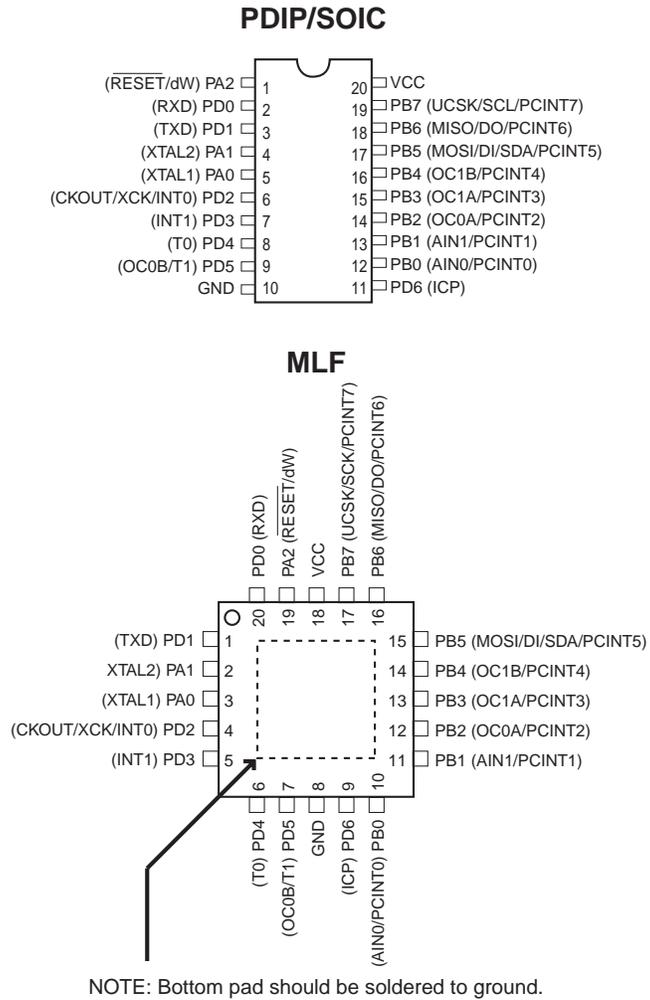 PDIP/SOIC
(RESET/dW) PA2 1 20 VCC
(RXD) PD0 2 19 PB7 (UCSK/SCL/PCINT7)
(TXD) PD1 3 18 PB6 (MISO/DO/PCINT6)
(XTAL2) PA1 4 17 PB5 (MOSI/DI/SDA/PCINT5)
(XTAL1) PA0 5 16 PB4 (OC1B/PCINT4)
(CKOUT/XCK/INT0) PD2 6 15 PB3 (OC1A/PCINT3)
(INT1) PD3 7 14 PB2 (OC0A/PCINT2)
(T0) PD4 8 13 PB1 (AIN1/PCINT1)
(OC0B/T1) PD5 9 12 PB0 (AIN0/PCINT0)
GND 10 11 PD6 (ICP)
MLF
PD0 (RXD)
PA2 (RESET/dW)
VCC
PB7 (UCSK/SCK/PCINT7)
PB6 (MISO/DO/PCINT6)
20 19 18 17 16
(TXD) PD1 1 15 PB5 (MOSI/DI/SDA/PCINT5)
XTAL2) PA1 2 14 PB4 (OC1B/PCINT4)
(XTAL1) PA0 3 13 PB3 (OC1A/PCINT3)
(CKOUT/XCK/INT0) PD2 4 12 PB2 (OC0A/PCINT2)
(INT1) PD3 5 11 PB1 (AIN1/PCINT1)
6 7 8 9 10
(T0) PD4
(OC0B/T1) PD5
GND
(ICP) PD6
(AIN0/PCINT0) PB0
NOTE: Bottom pad should be soldered to ground.